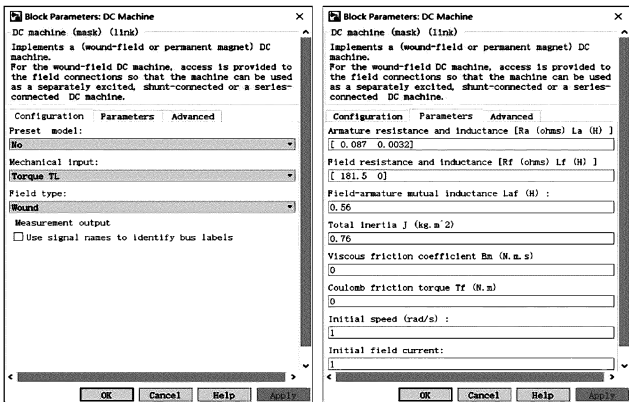 Block Parameters: DC Machine
DC machine (mask) (link)
Implements a (wound-field or permanent magnet) DC
machine.
For the wound-field DC machine, access is provided to
the field connections so that the machine can be used
as a separately excited, shunt-connected or a series-
connected DC machine.
Configuration Parameters Advanced
Preset model:
No
Mechanical input:
Torque TL
Field type:
Wound
Measurement output
Use signal names to identify bus labels
OK Cancel Help Apply
Block Parameters: DC Machine
DC machine (mask) (link)
Implements a (wound-field or permanent magnet) DC
machine.
For the wound-field DC machine, access is provided to
the field connections so that the machine can be used
as a separately excited, shunt-connected or a series-
connected DC machine.
Configuration Parameters Advanced
Armature resistance and inductance [Ra (ohms) La (H) ]
[ 0.087 0.0032]
Field resistance and inductance [Rf (ohms) Lf (H) ]
[ 181.5 0]
Field-armature mutual inductance Laf (H) :
0.56
Total inertia J (kg.m^2)
0.76
Viscous friction coefficient Bm (N.m.s)
0
Coulomb friction torque Tf (N.m)
0
Initial speed (rad/s) :
1
Initial field current:
1
OK Cancel Help Apply